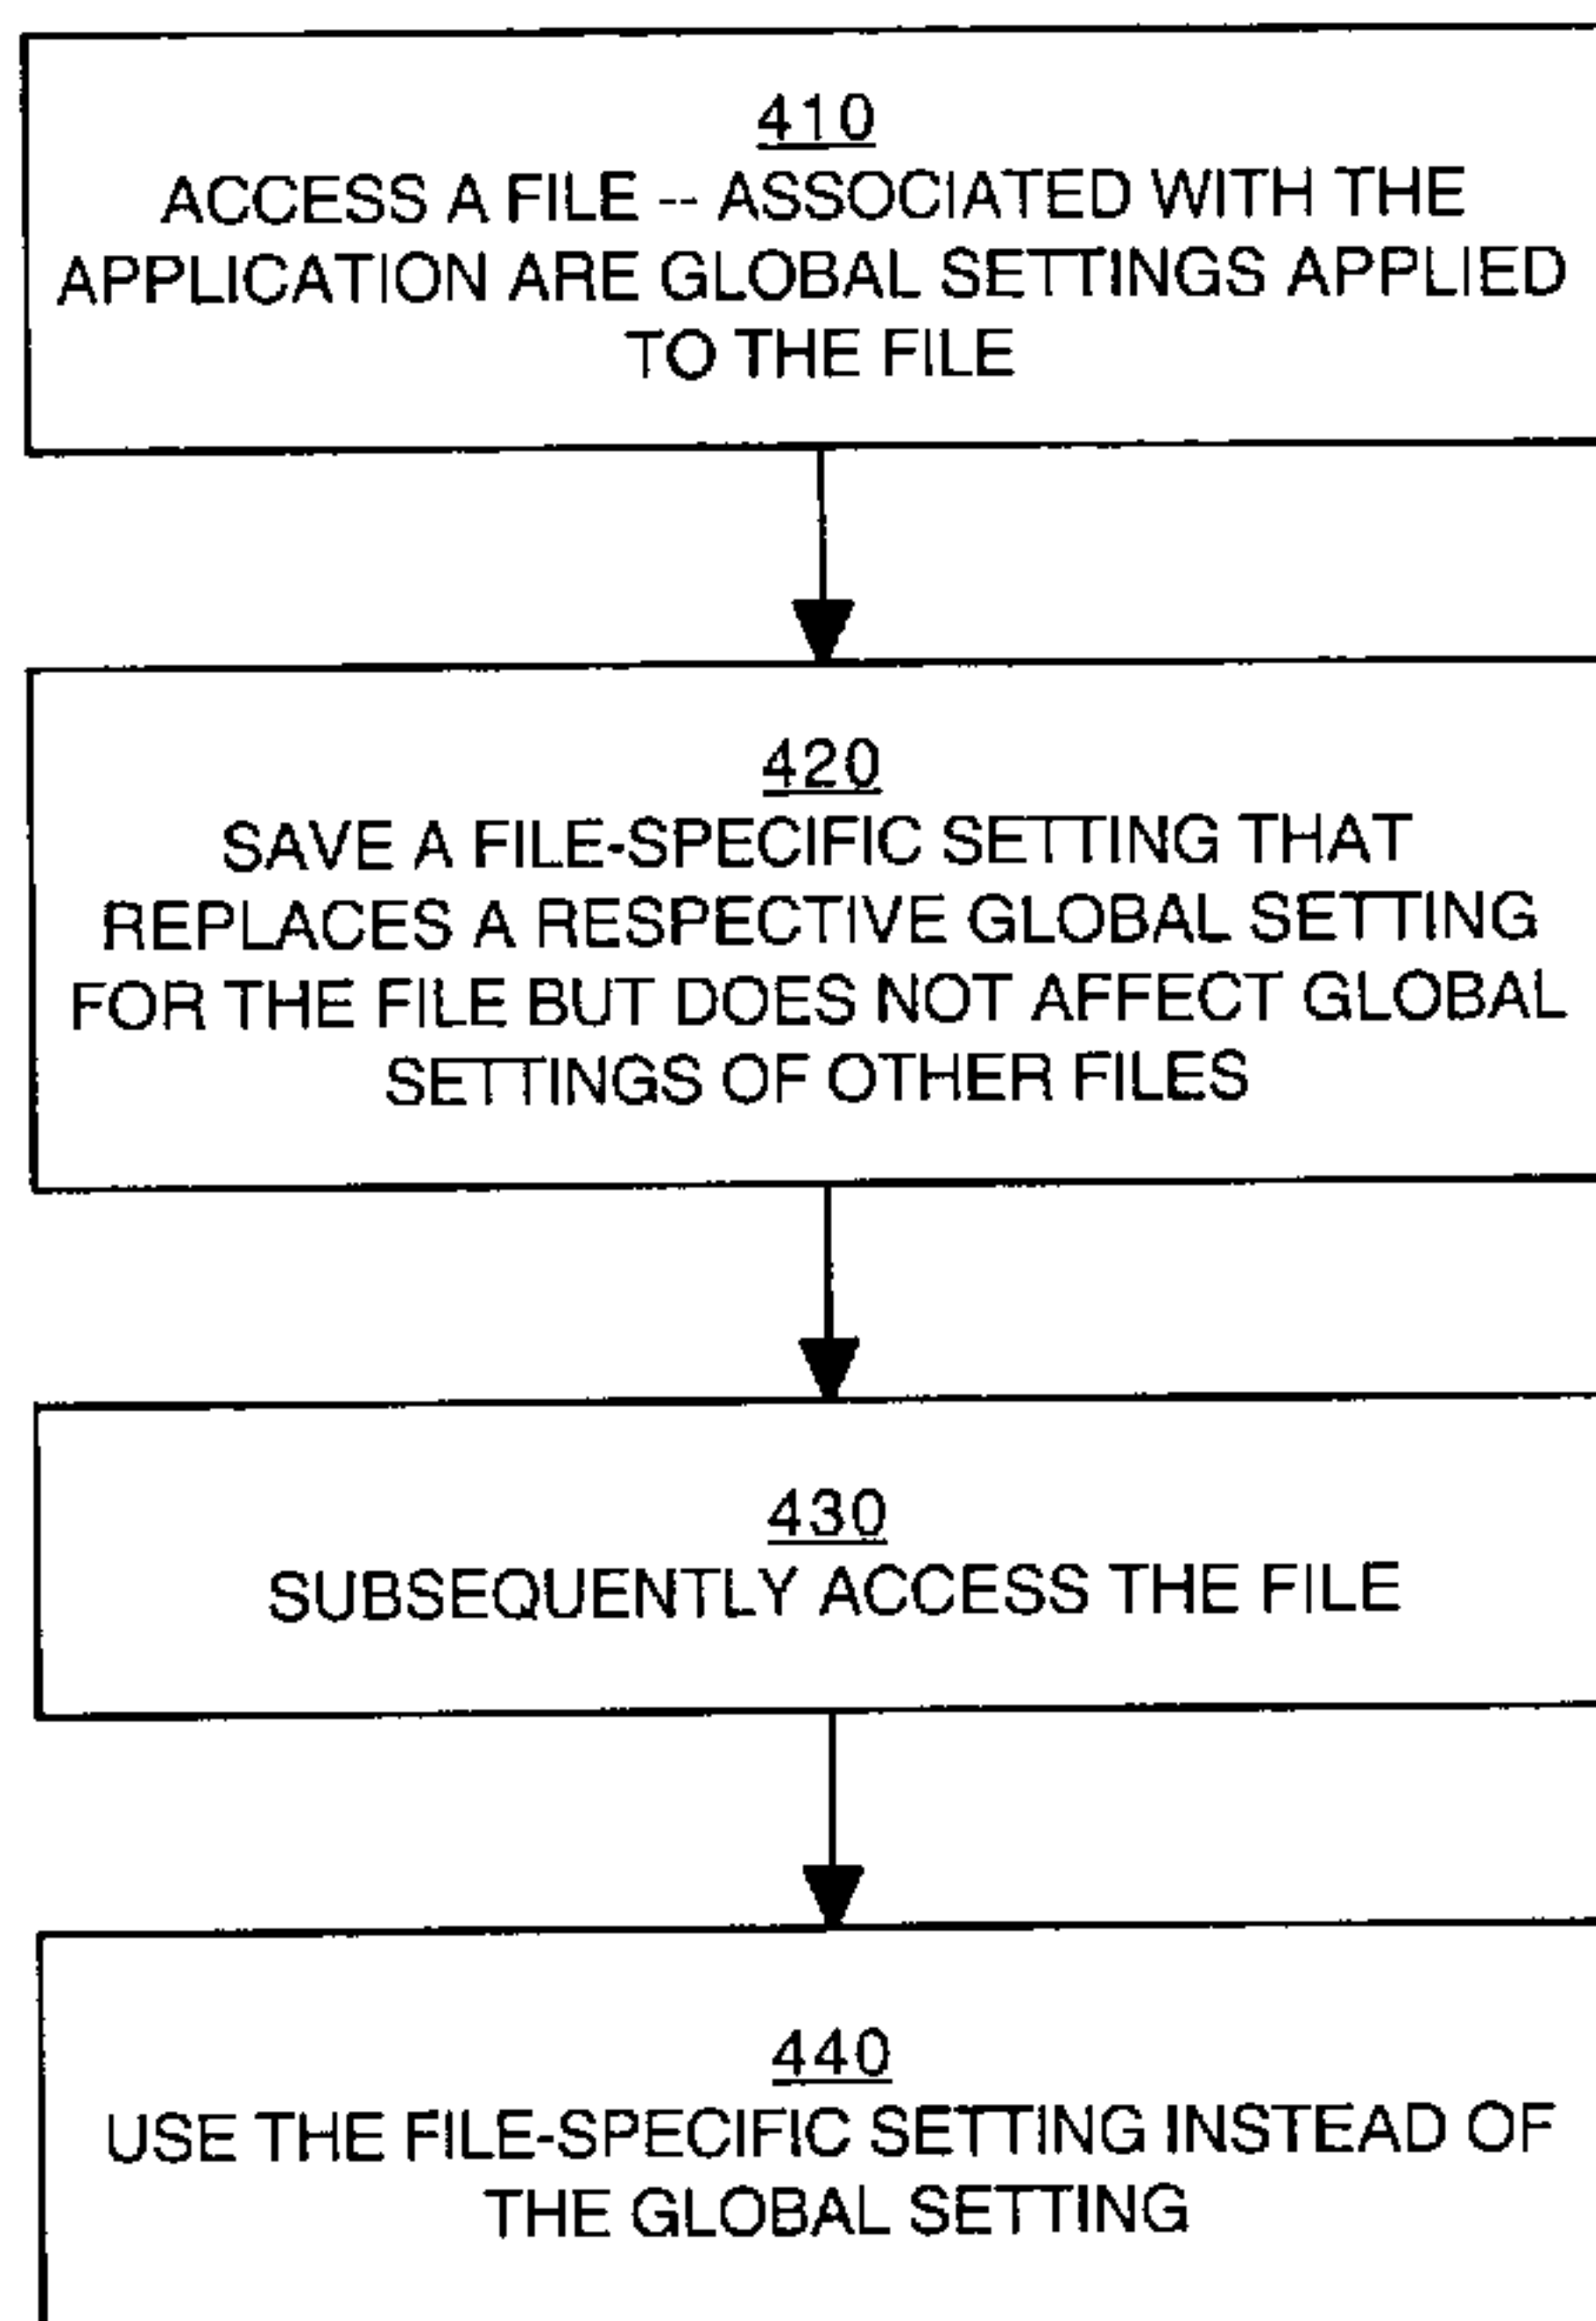 410
ACCESS A FILE -- ASSOCIATED WITH THE
APPLICATION ARE GLOBAL SETTINGS APPLIED
TO THE FILE
420
SAVE A FILE-SPECIFIC SETTING THAT
REPLACES A RESPECTIVE GLOBAL SETTING
FOR THE FILE BUT DOES NOT AFFECT GLOBAL
SETTINGS OF OTHER FILES
430
SUBSEQUENTLY ACCESS THE FILE
440
USE THE FILE-SPECIFIC SETTING INSTEAD OF
THE GLOBAL SETTING